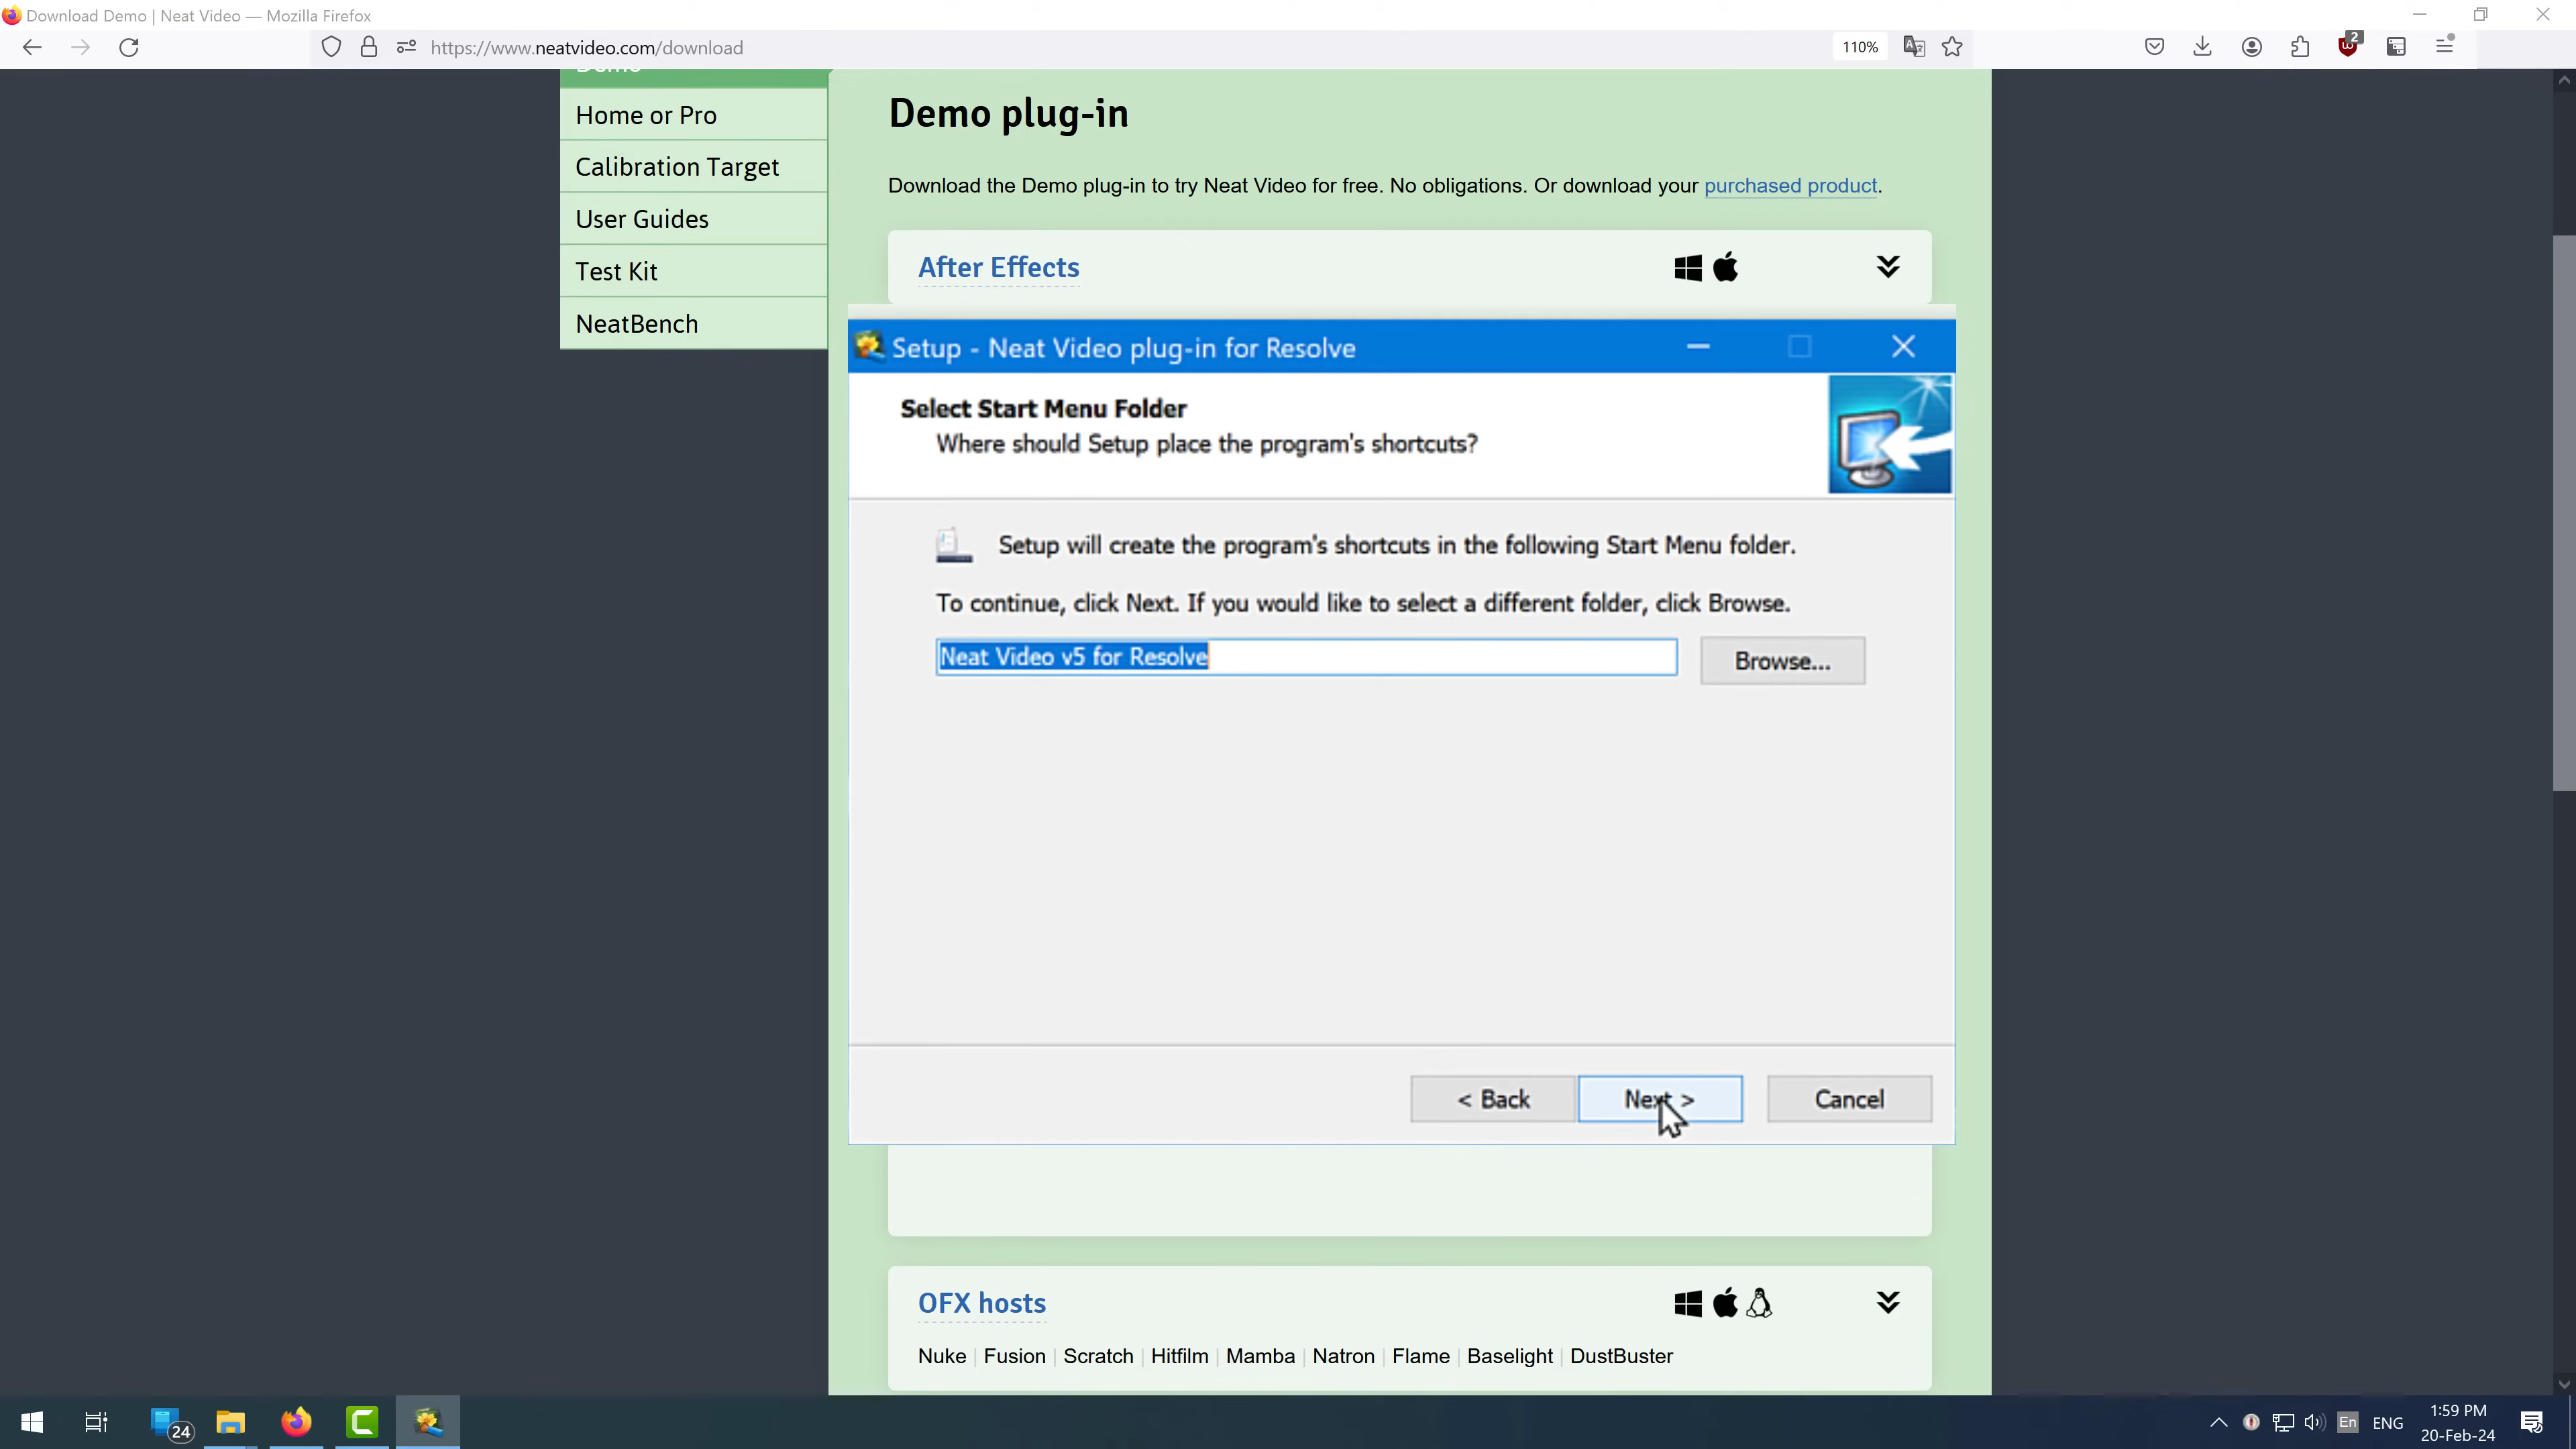 Download Demo | Neat Video — Mozilla Firefox
https://www.neatvideo.com/download
110%
2
Demo
Home or Pro
Calibration Target
User Guides
Test Kit
NeatBench
Demo plug-in
Download the Demo plug-in to try Neat Video for free. No obligations. Or download your purchased product.
After Effects
Setup - Neat Video plug-in for Resolve
Select Start Menu Folder
Where should Setup place the program's shortcuts?
Setup will create the program's shortcuts in the following Start Menu folder.
To continue, click Next. If you would like to select a different folder, click Browse.
Neat Video v5 for Resolve
Browse...
< Back
Next >
Cancel
OFX hosts
Nuke | Fusion | Scratch | Hitfilm | Mamba | Natron | Flame | Baselight | DustBuster
24
En
ENG
1:59 PM
20-Feb-24